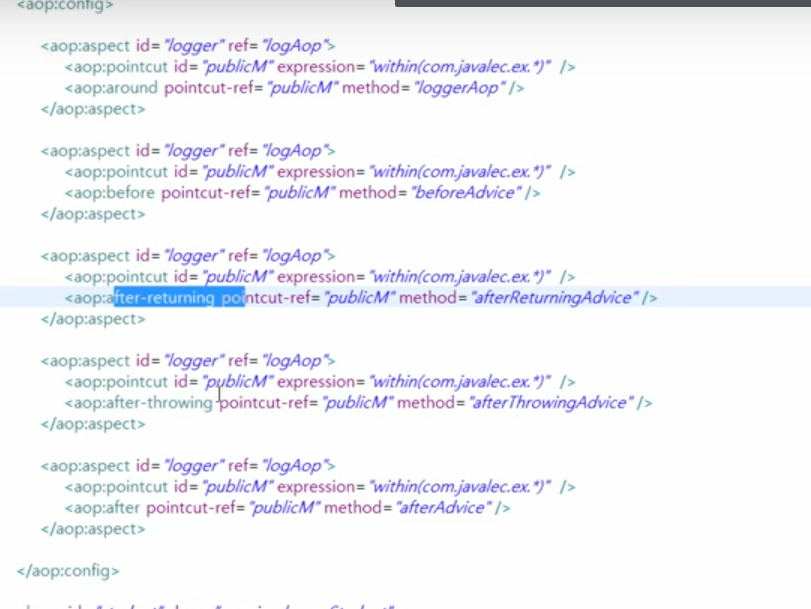 <aop:config>
<aop:aspect id="logger" ref="logAop">
<aop:pointcut id="publicM" expression="within(com.javalec.ex.*)" />
<aop:around pointcut-ref="publicM" method="loggerAop" />
</aop:aspect>
<aop:aspect id="logger" ref="logAop">
<aop:pointcut id="publicM" expression="within(com.javalec.ex.*)" />
<aop:before pointcut-ref="publicM" method="beforeAdvice" />
</aop:aspect>
<aop:aspect id="logger" ref="logAop">
<aop:pointcut id="publicM" expression="within(com.javalec.ex.*)" />
<aop:after-returning pointcut-ref="publicM" method="afterReturningAdvice" />
</aop:aspect>
<aop:aspect id="logger" ref="logAop">
<aop:pointcut id="publicM" expression="within(com.javalec.ex.*)" />
<aop:after-throwing pointcut-ref="publicM" method="afterThrowingAdvice" />
</aop:aspect>
<aop:aspect id="logger" ref="logAop">
<aop:pointcut id="publicM" expression="within(com.javalec.ex.*)" />
<aop:after pointcut-ref="publicM" method="afterAdvice" />
</aop:aspect>
</aop:config>